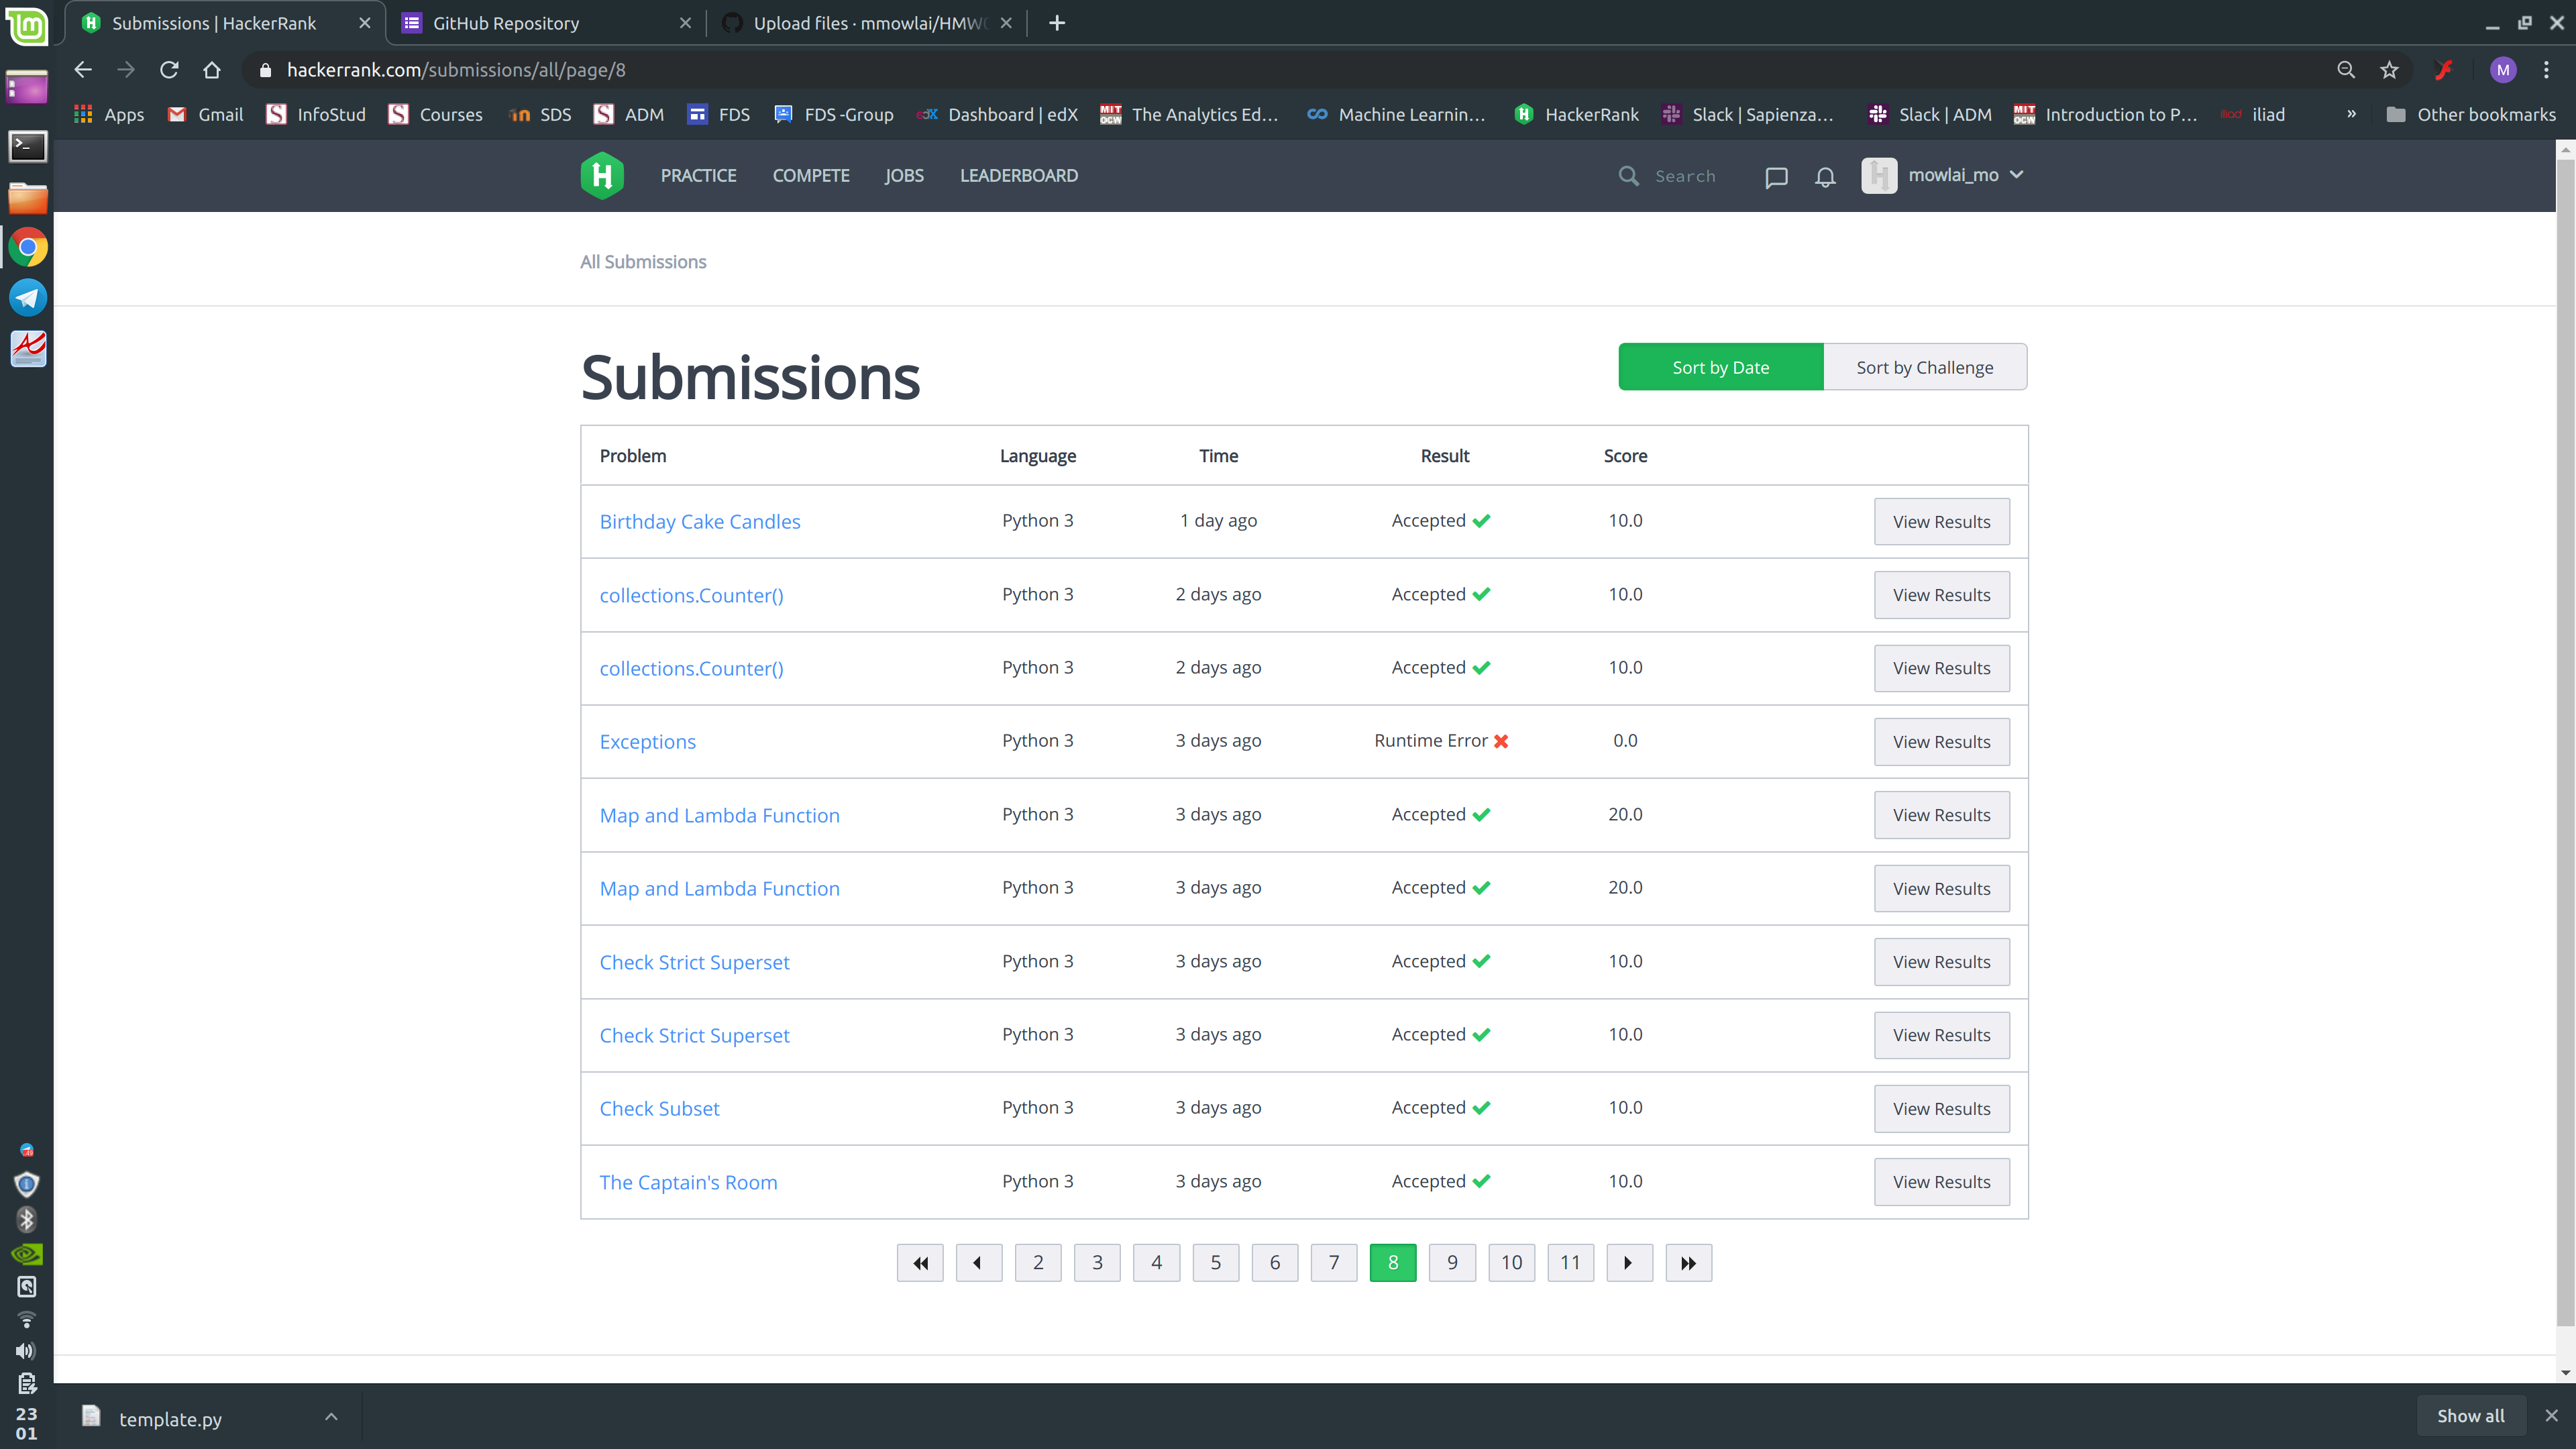 Submissions | HackerRank
GitHub Repository
Upload files · mmowlai/HMW
hackerrank.com/submissions/all/page/8
M
Apps
Gmail
InfoStud
Courses
SDS
ADM
FDS
FDS -Group
Dashboard | edX
The Analytics Ed...
Machine Learnin...
HackerRank
Slack | Sapienza...
Slack | ADM
Introduction to P...
iliad
»
Other bookmarks
PRACTICE
COMPETE
JOBS
LEADERBOARD
Search
mowlai_mo
All Submissions
Submissions
Sort by Date
Sort by Challenge
Problem Language Time Result Score
Birthday Cake Candles Python 3 1 day ago Accepted 10.0 View Results
collections.Counter() Python 3 2 days ago Accepted 10.0 View Results
collections.Counter() Python 3 2 days ago Accepted 10.0 View Results
Exceptions Python 3 3 days ago Runtime Error 0.0 View Results
Map and Lambda Function Python 3 3 days ago Accepted 20.0 View Results
Map and Lambda Function Python 3 3 days ago Accepted 20.0 View Results
Check Strict Superset Python 3 3 days ago Accepted 10.0 View Results
Check Strict Superset Python 3 3 days ago Accepted 10.0 View Results
Check Subset Python 3 3 days ago Accepted 10.0 View Results
The Captain's Room Python 3 3 days ago Accepted 10.0 View Results
2 3 4 5 6 7 8 9 10 11
template.py
Show all
23
01